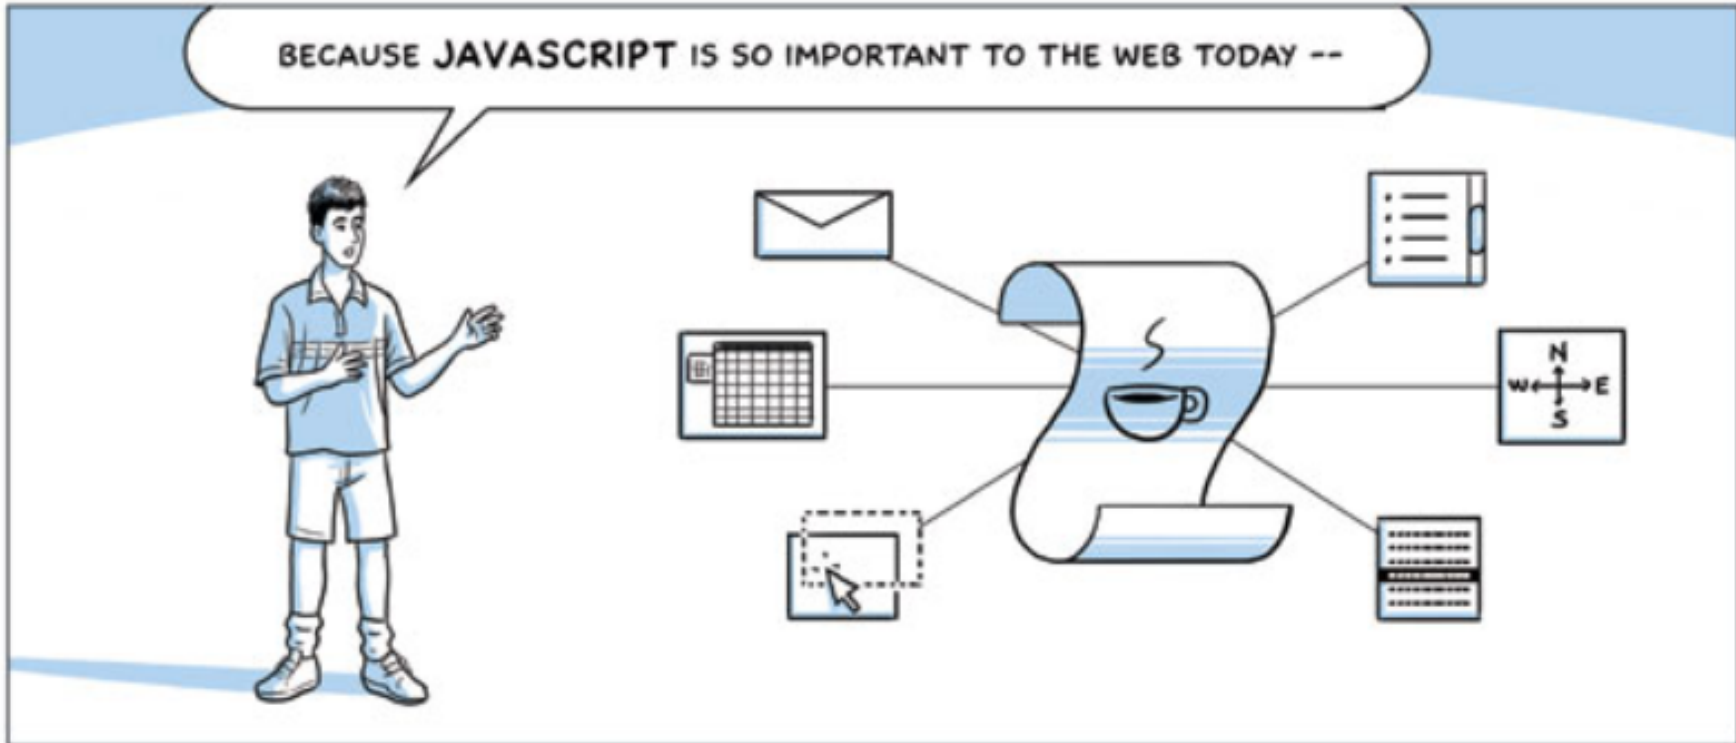 BECAUSE JAVASCRIPT IS SO IMPORTANT TO THE WEB TODAY --
N
W E
S